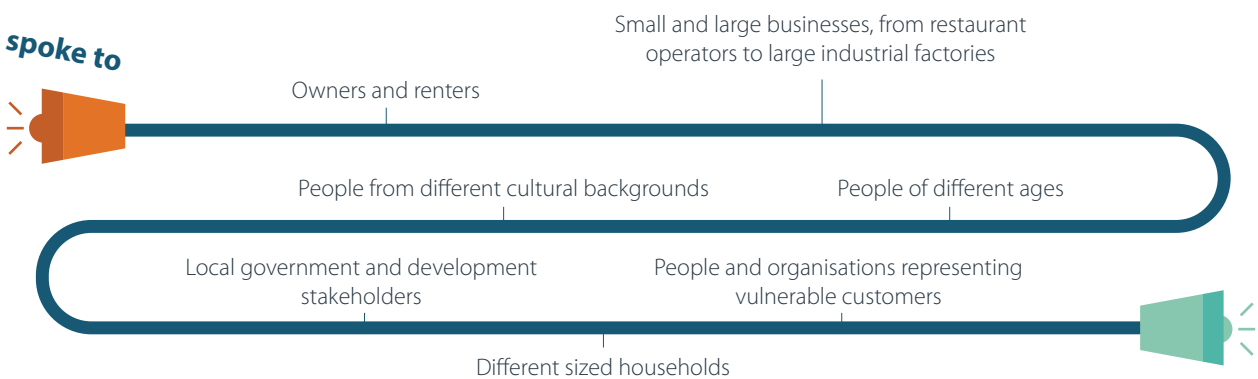 spoke to
Small and large businesses, from restaurant
operators to large industrial factories
Owners and renters
People from different cultural backgrounds
People of different ages
Local government and development
stakeholders
People and organisations representing
vulnerable customers
Different sized households